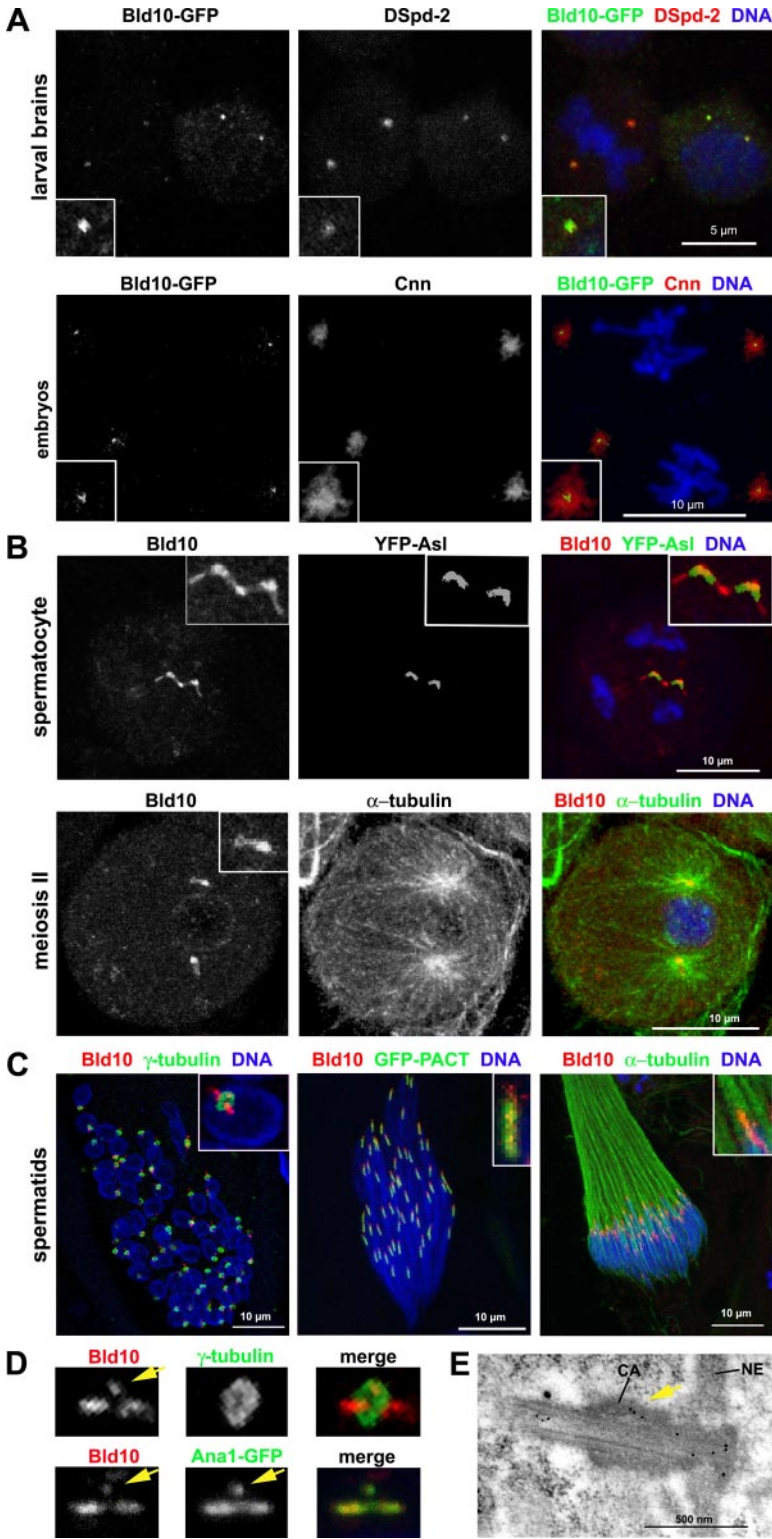 A
Bld10-GFP DSpd-2 Bld10-GFP DSpd-2 DNA
larval brains
5 µm
Bld10-GFP Cnn Bld10-GFP Cnn DNA
embryos
10 µm
B
Bld10 YFP-Asl Bld10 YFP-Asl DNA
spermatocyte
10 µm
Bld10 α–tubulin Bld10 α–tubulin DNA
meiosis II
10 µm
C
Bld10 γ-tubulin DNA Bld10 GFP-PACT DNA Bld10 α–tubulin DNA
spermatids
10 µm 10 µm 10 µm
D
Bld10 γ-tubulin merge
Bld10 Ana1-GFP merge
E
CA NE
500 nm